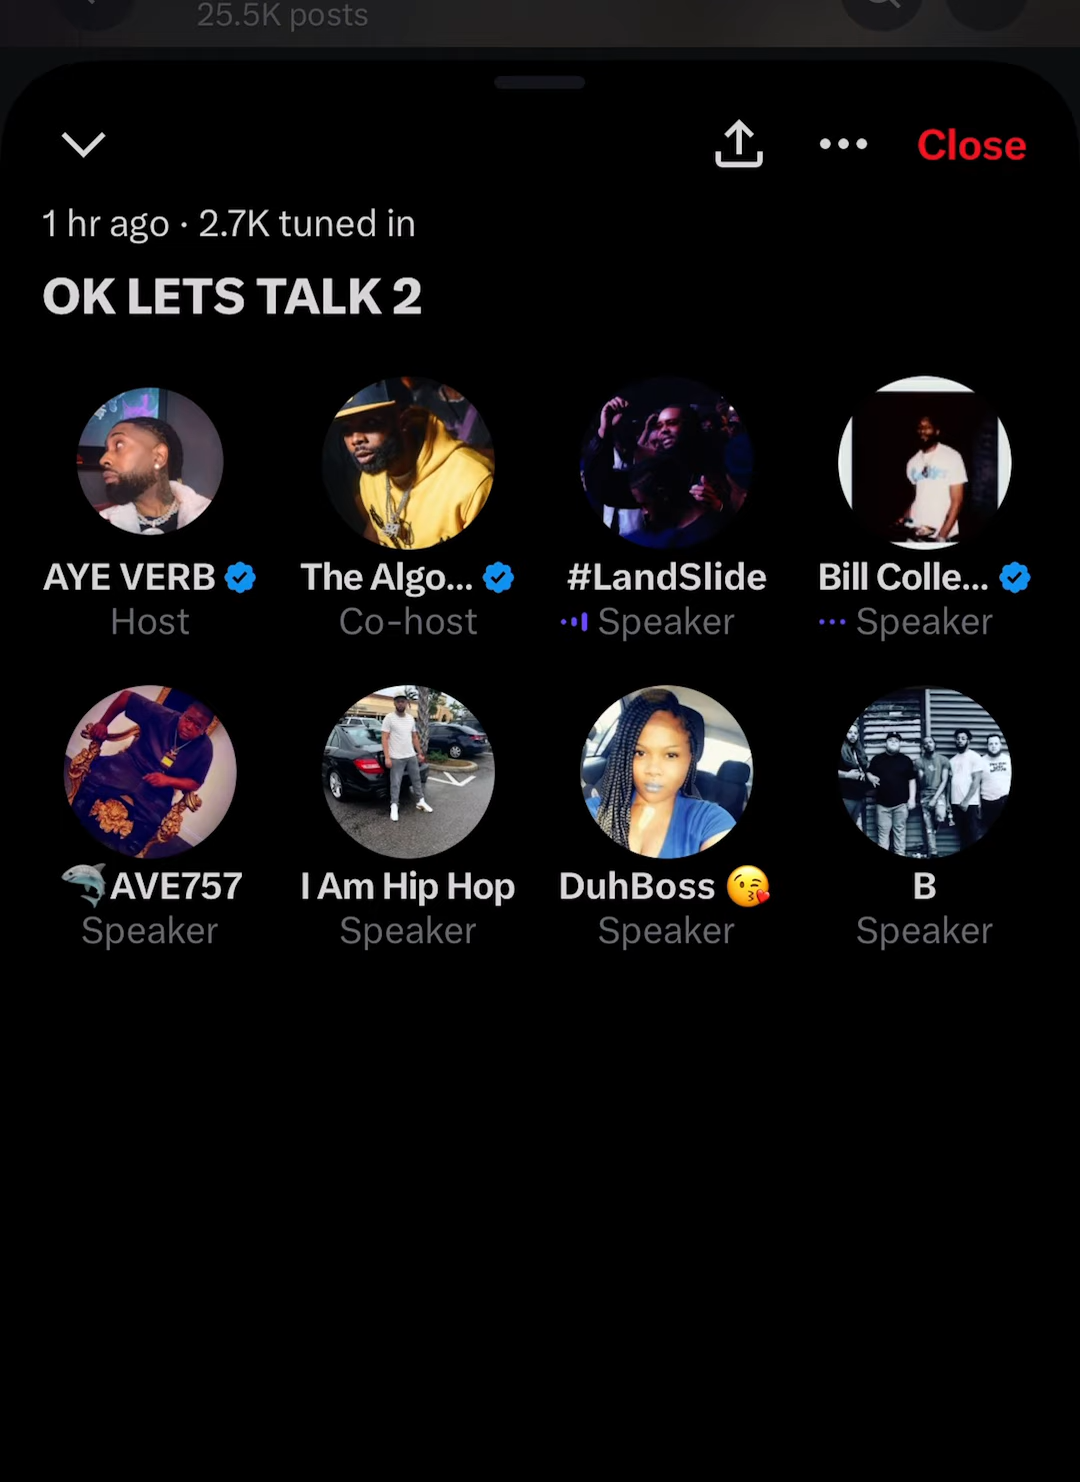 25.5K posts
Close
1 hr ago · 2.7K tuned in
OK LETS TALK 2
AYE VERB
Host
The Algo...
Co-host
#LandSlide
Speaker
Bill Colle...
Speaker
🦈AVE757
Speaker
I Am Hip Hop
Speaker
DuhBoss 😘
Speaker
B
Speaker